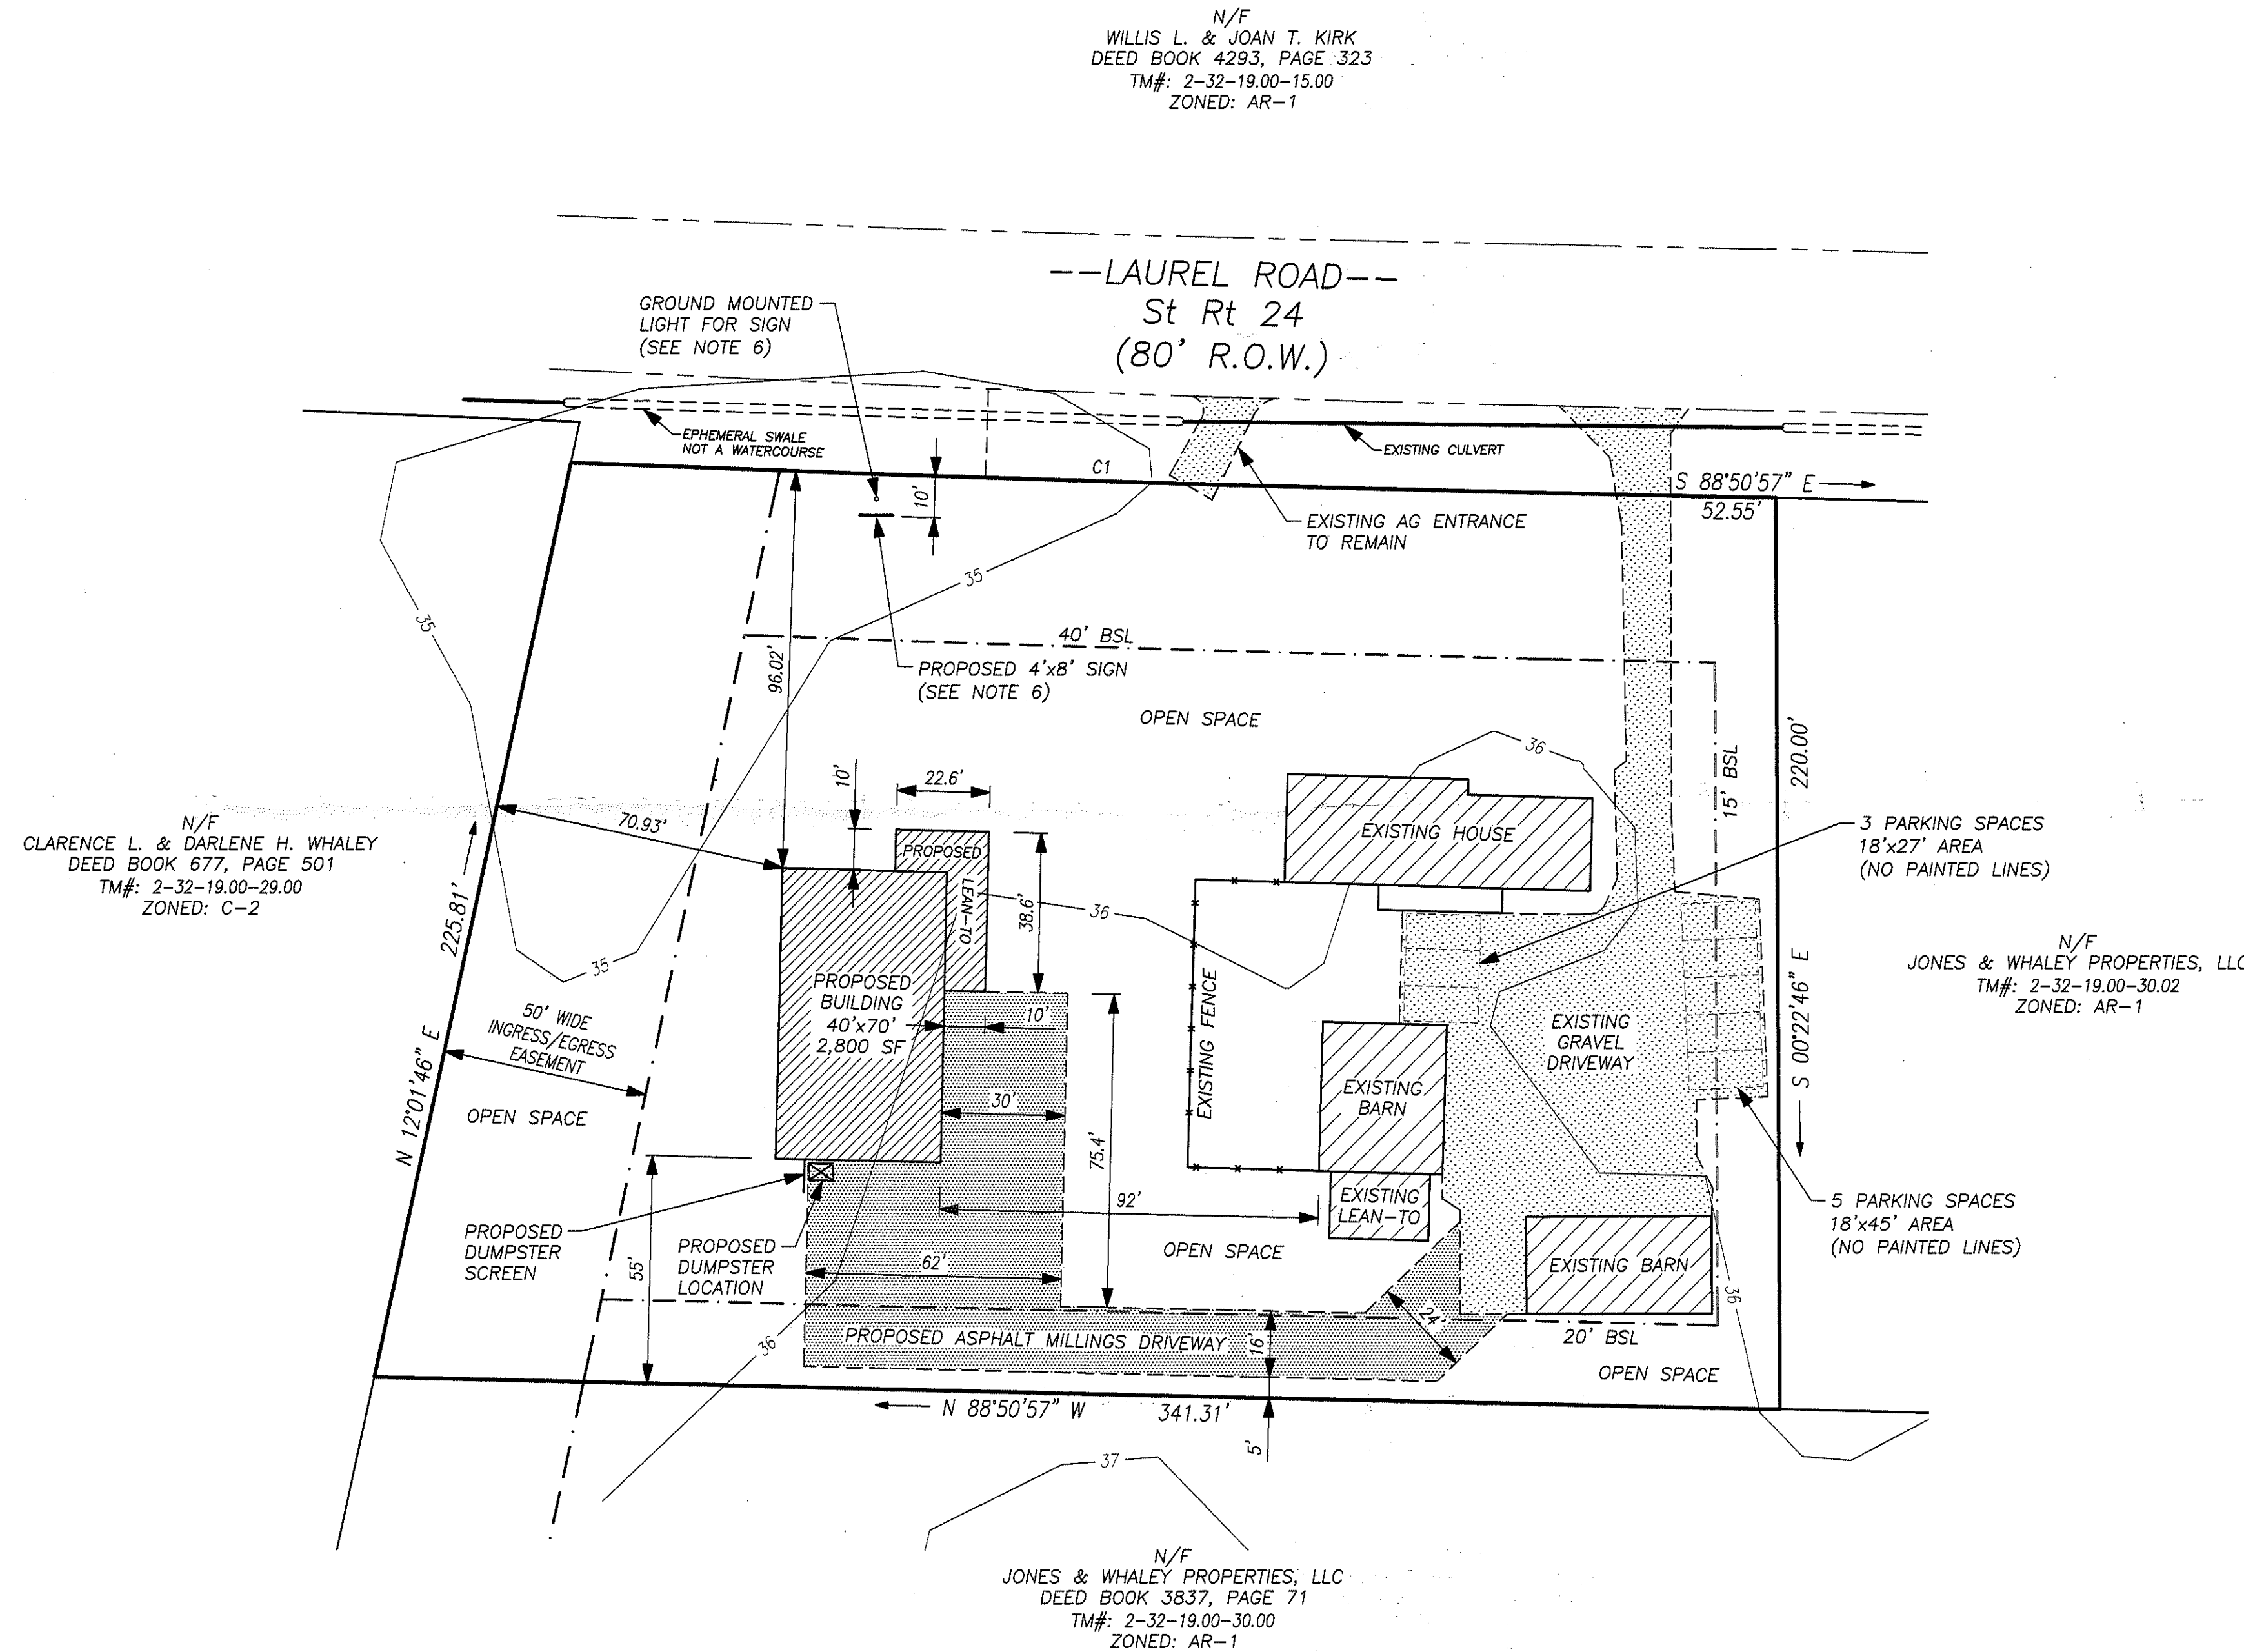 N/F
WILLIS L. & JOAN T. KIRK
DEED BOOK 4293, PAGE 323
TM#: 2-32-19.00-15.00
ZONED: AR-1
--LAUREL ROAD--
St Rt 24
(80' R.O.W.)
GROUND MOUNTED
LIGHT FOR SIGN
(SEE NOTE 6)
EPHEMERAL SWALE
NOT A WATERCOURSE
EXISTING CULVERT
C1
10'
S 88°50'57" E
52.55'
EXISTING AG ENTRANCE
TO REMAIN
35
35
40' BSL
96.02'
PROPOSED 4'x8' SIGN
(SEE NOTE 6)
OPEN SPACE
36
15' BSL
220.00'
10'
22.6'
70.93'
N/F
CLARENCE L. & DARLENE H. WHALEY
DEED BOOK 677, PAGE 501
TM#: 2-32-19.00-29.00
ZONED: C-2
PROPOSED
LEAN-TO
38.6'
EXISTING HOUSE
3 PARKING SPACES
18'x27' AREA
(NO PAINTED LINES)
225.81'
36
35
N/F
JONES & WHALEY PROPERTIES, LLC
TM#: 2-32-19.00-30.02
ZONED: AR-1
PROPOSED
BUILDING
40'x70'
2,800 SF
10'
EXISTING FENCE
EXISTING
GRAVEL
DRIVEWAY
S 00°22'46" E
50' WIDE
INGRESS/EGRESS
EASEMENT
N 12°01'46" E
OPEN SPACE
30'
75.4'
EXISTING
BARN
92'
EXISTING
LEAN-TO
5 PARKING SPACES
18'x45' AREA
(NO PAINTED LINES)
PROPOSED
DUMPSTER
SCREEN
PROPOSED
DUMPSTER
LOCATION
55'
62'
OPEN SPACE
EXISTING BARN
36
36
PROPOSED ASPHALT MILLINGS DRIVEWAY
16'
24'
20' BSL
OPEN SPACE
N 88°50'57" W
341.31'
5'
37
N/F
JONES & WHALEY PROPERTIES, LLC
DEED BOOK 3837, PAGE 71
TM#: 2-32-19.00-30.00
ZONED: AR-1